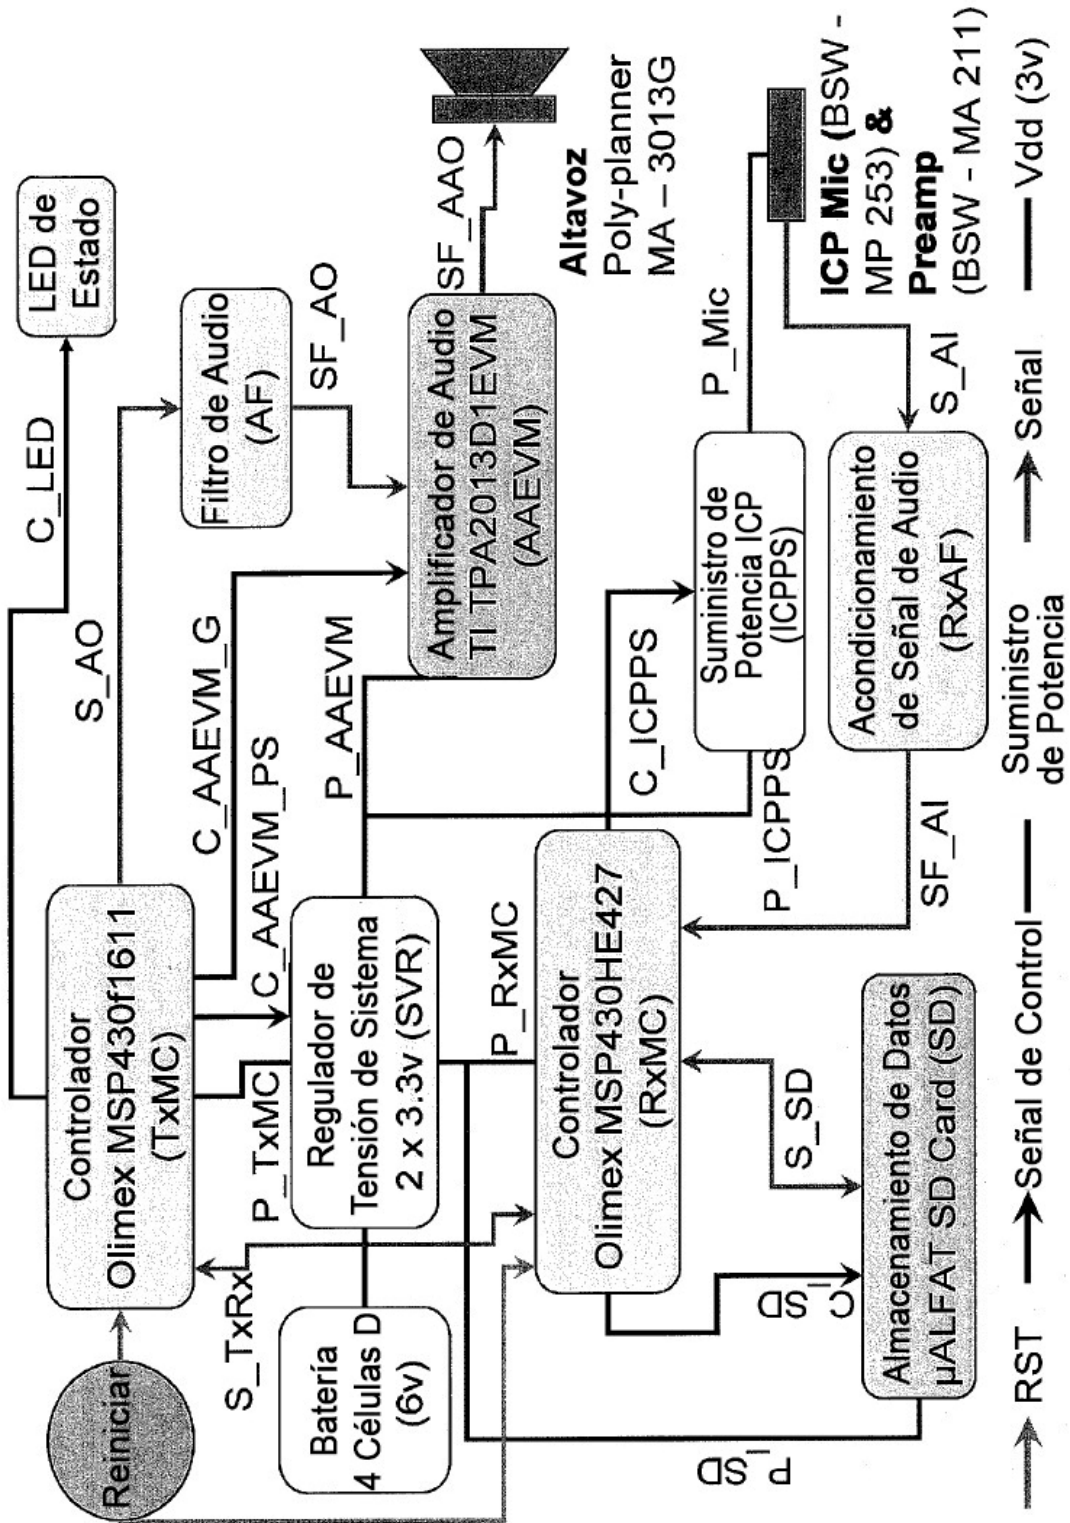 Reiniciar
Controlador
Olimex MSP430f1611
(TxMC)
C_LED
LED de
Estado
S_AO
Filtro de Audio
(AF)
SF_AO
C_AAEVM_G
C_AAEVM_PS
P_TxMC
S_TxRx
Batería
4 Células D
(6v)
Regulador de
Tensión de Sistema
2 x 3.3v (SVR)
P_AAEVM
Amplificador de Audio
TI TPA2013D1EVM
(AAEVM)
SF_AAO
Altavoz
Poly-planner
MA – 3013G
P_RxMC
Controlador
Olimex MSP430HE427
(RxMC)
C_ICPPS
P_ICPPS
Suministro de
Potencia ICP
(ICPPS)
P_Mic
ICP Mic (BSW -
MP 253) &
Preamp
(BSW - MA 211)
S_AI
Acondicionamiento
de Señal de Audio
(RxAF)
SF_AI
S_SD
C_SD
P_SD
Almacenamiento de Datos
µALFAT SD Card (SD)
RST
Señal de Control
Suministro
de Potencia
Señal
Vdd (3v)